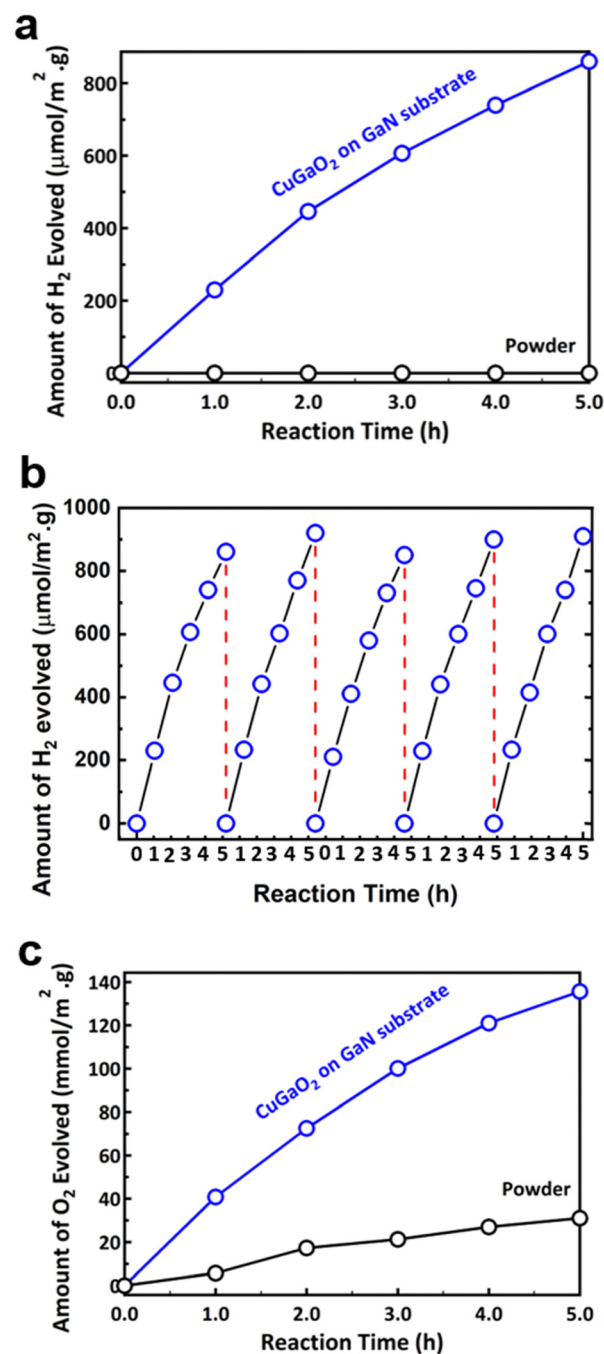 a
Amount of H₂ Evolved (μmol/m²·g)
800
600
400
200
0
CuGaO₂ on GaN substrate
Powder
0.0 1.0 2.0 3.0 4.0 5.0
Reaction Time (h)
b
Amount of H₂ evolved (μmol/m²·g)
1000
800
600
400
200
0
0 1 2 3 4 5 1 2 3 4 5 0 1 2 3 4 5 1 2 3 4 5 1 2 3 4 5
Reaction Time (h)
c
Amount of O₂ Evolved (mmol/m²·g)
140
120
100
80
60
40
20
0
CuGaO₂ on GaN substrate
Powder
0.0 1.0 2.0 3.0 4.0 5.0
Reaction Time (h)